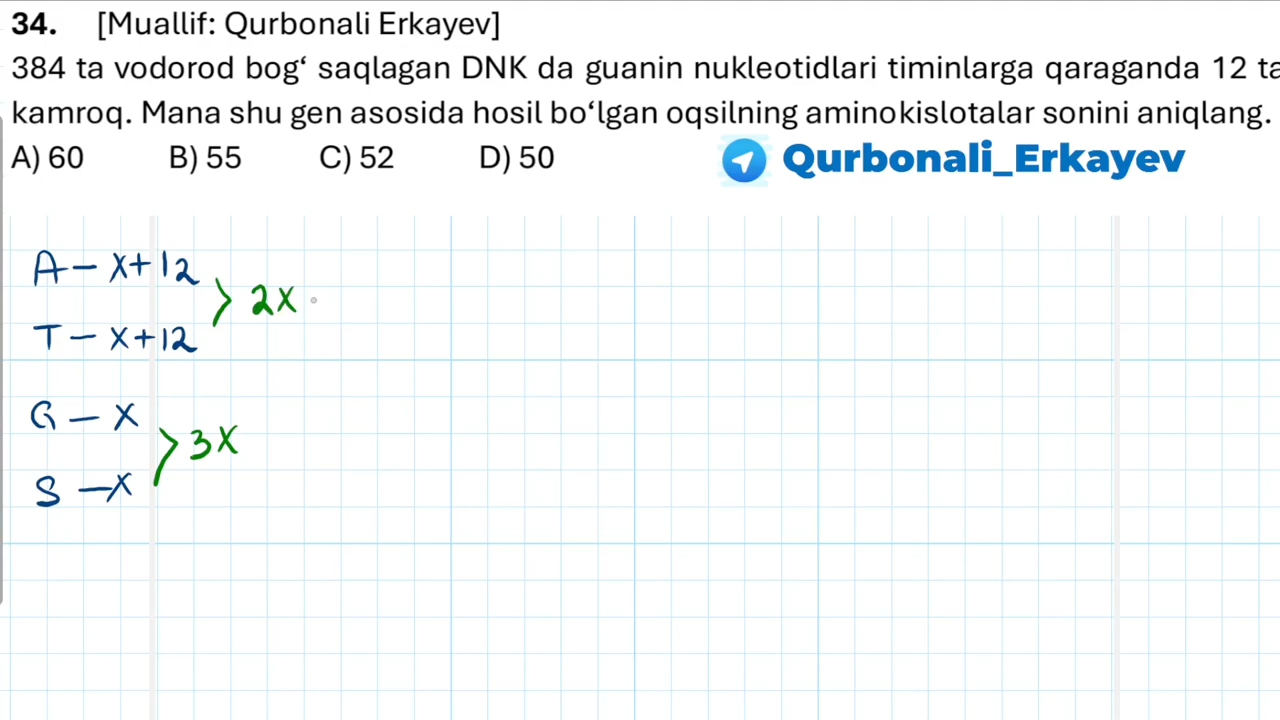 34. [Muallif: Qurbonali Erkayev]
384 ta vodorod bog‘ saqlagan DNK da guanin nukleotidlari timinlarga qaraganda 12 ta
kamroq. Mana shu gen asosida hosil bo‘lgan oqsilning aminokislotalar sonini aniqlang.
A) 60 B) 55 C) 52 D) 50
Qurbonali_Erkayev
A – x+12
T – x+12
> 2x
G – x
S – x
> 3x